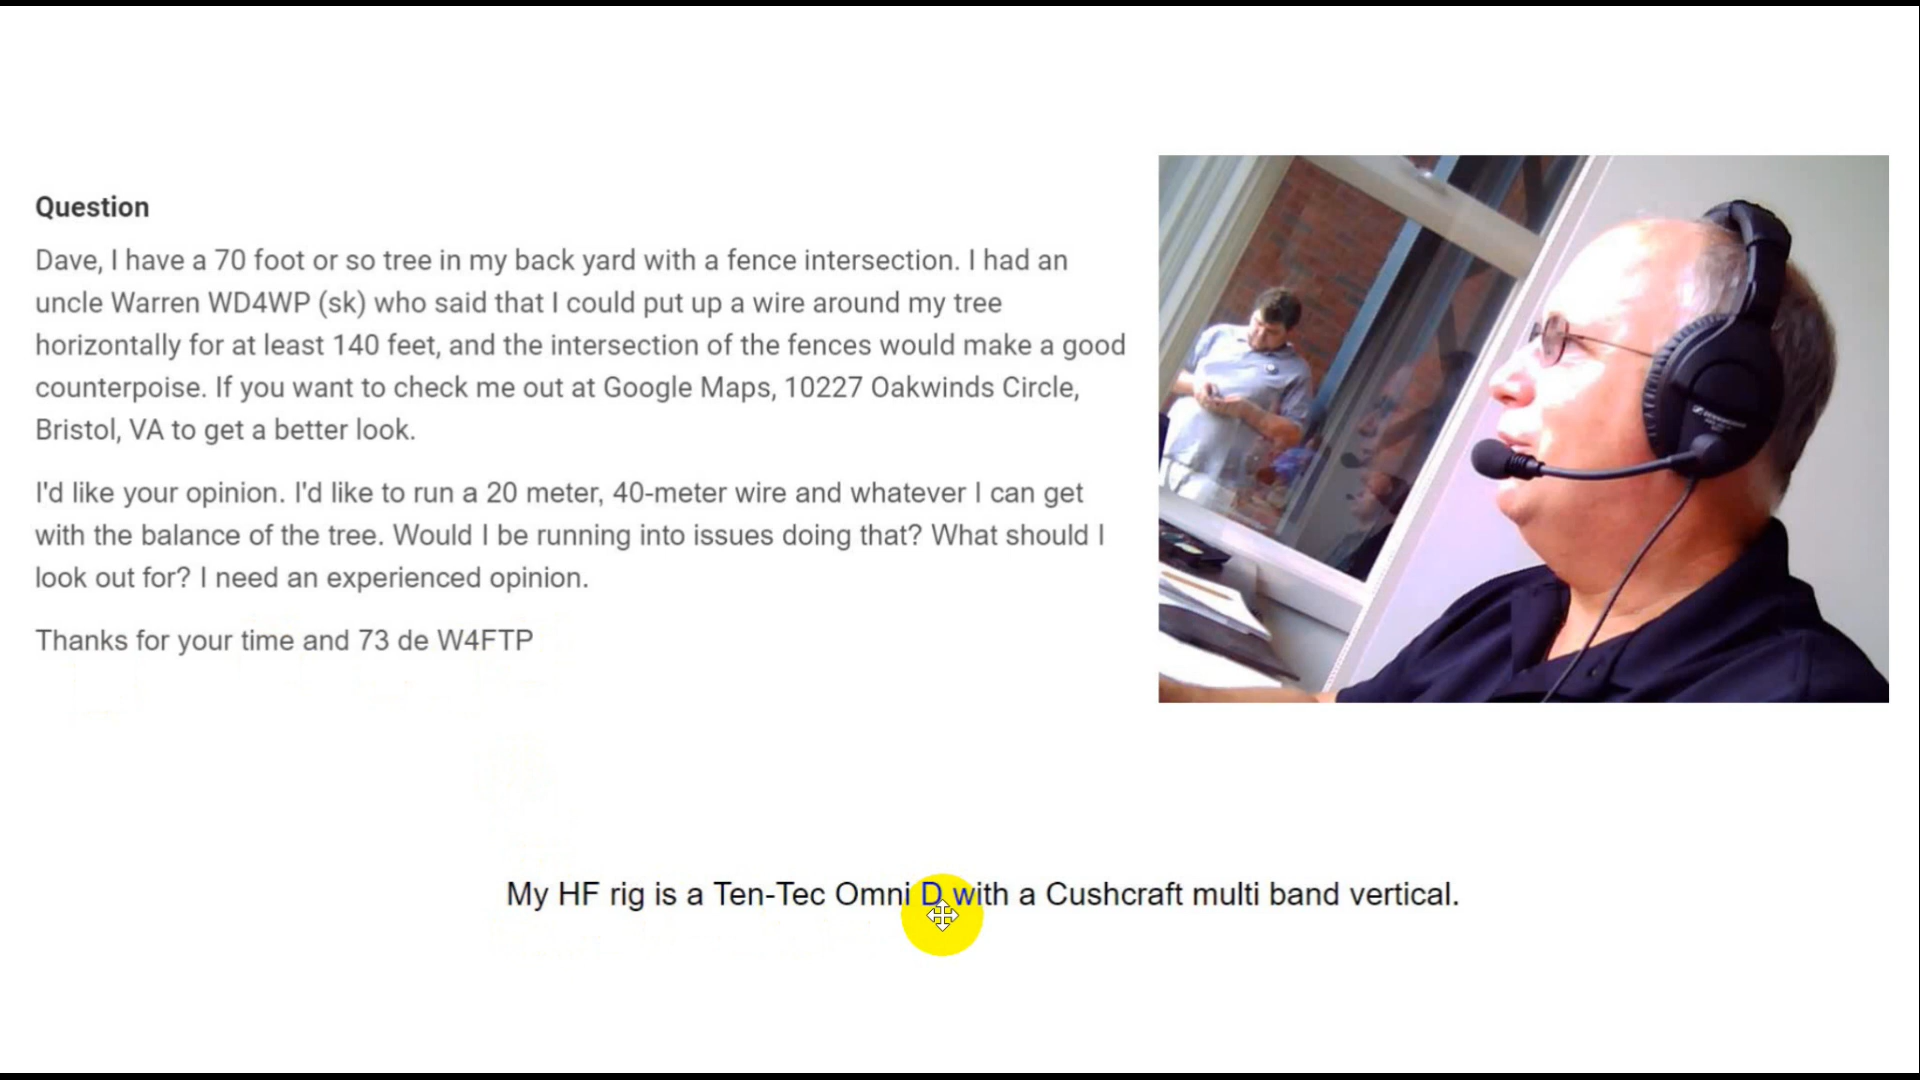 Question
Dave, I have a 70 foot or so tree in my back yard with a fence intersection. I had an
uncle Warren WD4WP (sk) who said that I could put up a wire around my tree
horizontally for at least 140 feet, and the intersection of the fences would make a good
counterpoise. If you want to check me out at Google Maps, 10227 Oakwinds Circle,
Bristol, VA to get a better look.
I'd like your opinion. I'd like to run a 20 meter, 40-meter wire and whatever I can get
with the balance of the tree. Would I be running into issues doing that? What should I
look out for? I need an experienced opinion.
Thanks for your time and 73 de W4FTP
My HF rig is a Ten-Tec Omni D with a Cushcraft multi band vertical.